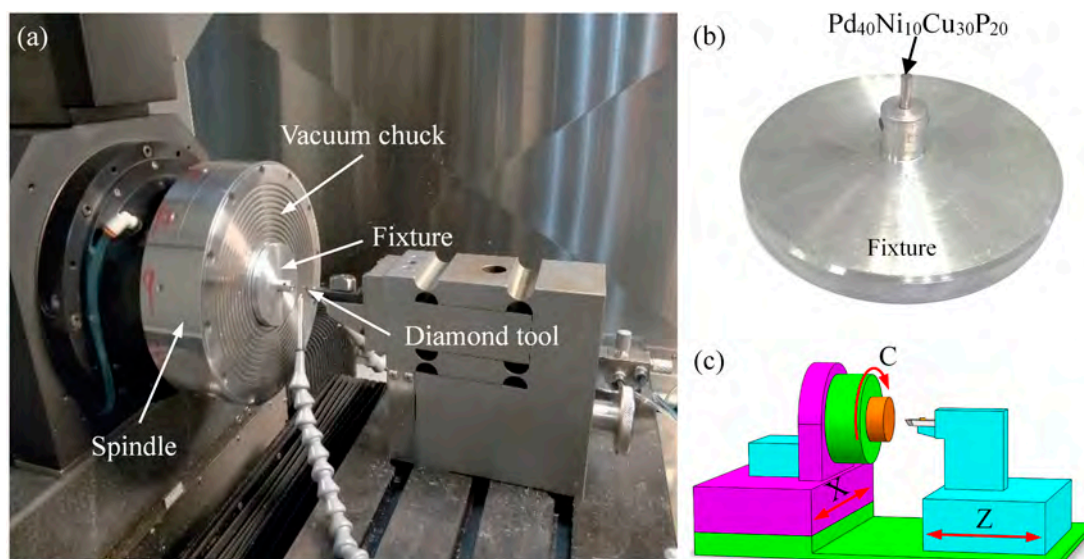 (a)
Vacuum chuck
Fixture
Diamond tool
Spindle
(b)
Pd₄₀Ni₁₀Cu₃₀P₂₀
Fixture
(c)
C
X
Z